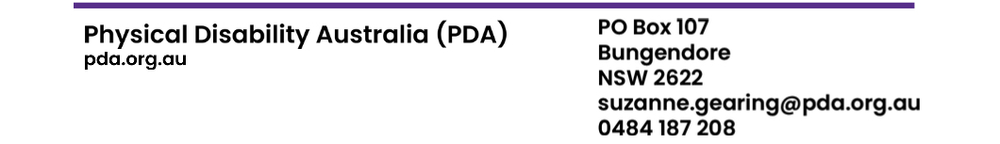 Physical Disability Australia (PDA)
pda.org.au
PO Box 107
Bungendore
NSW 2622
suzanne.gearing@pda.org.au
0484 187 208